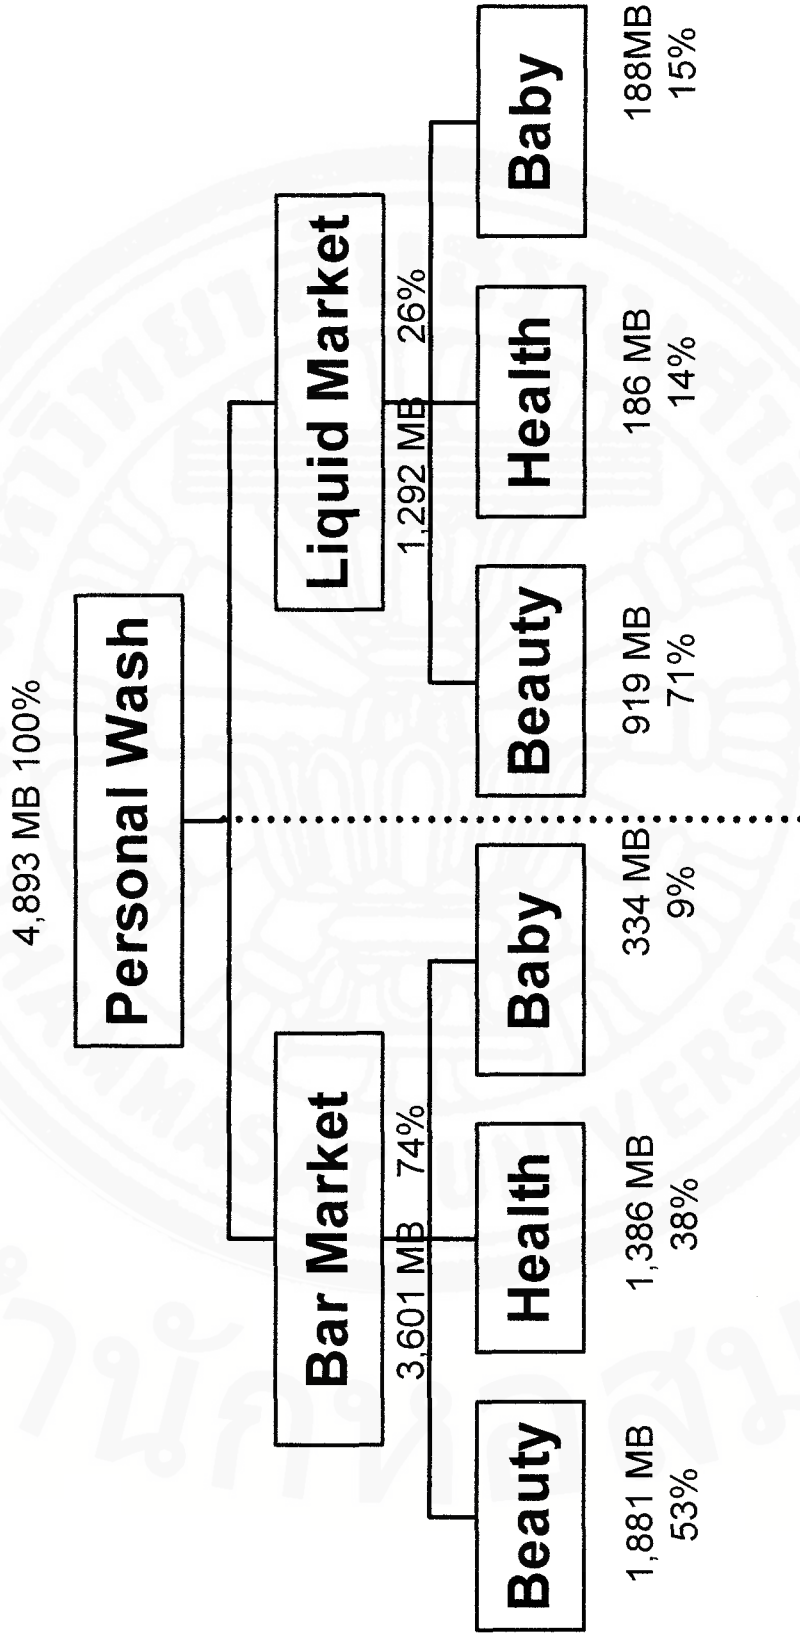 4,893 MB 100%
Personal Wash
Bar Market
3,601 MB 74%
Liquid Market
1,292 MB 26%
Beauty
1,881 MB
53%
Health
1,386 MB
38%
Baby
334 MB
9%
Beauty
919 MB
71%
Health
186 MB
14%
Baby
188MB
15%